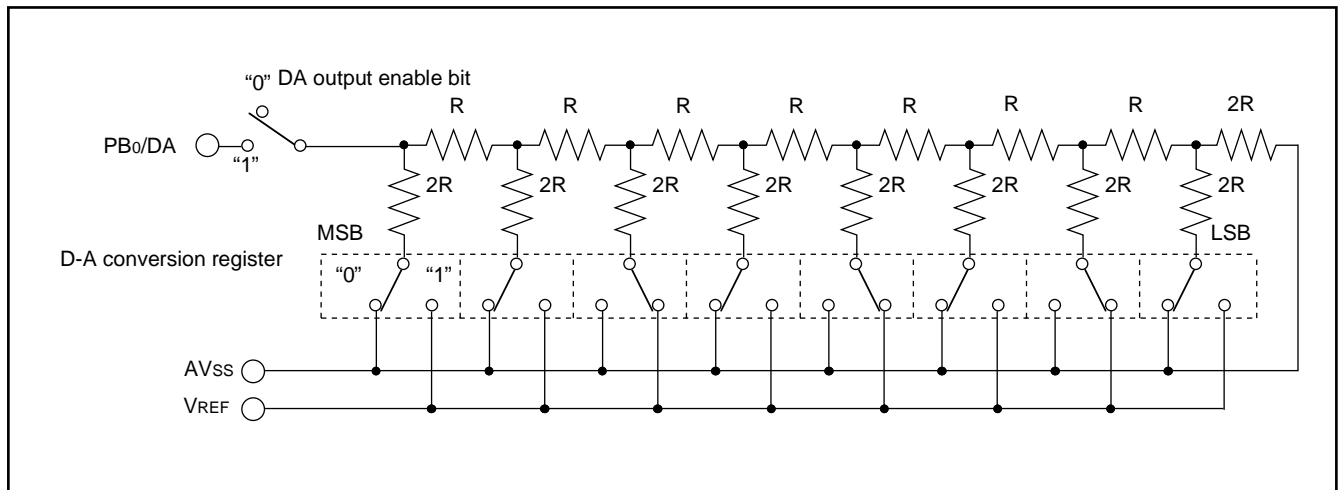 “0” DA output enable bit
R R R R R R R 2R
PB0/DA
“1”
2R 2R 2R 2R 2R 2R 2R 2R
MSB LSB
D-A conversion register
“0” “1”
AVSS
VREF